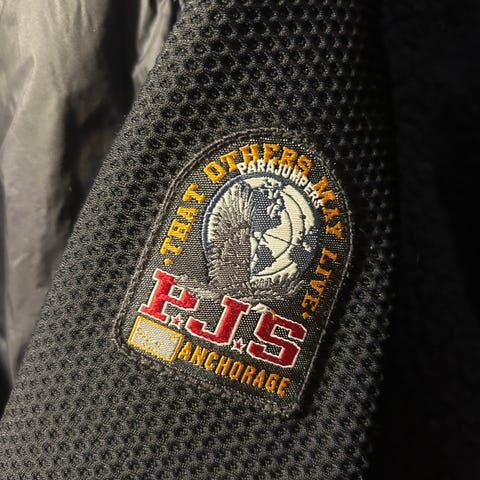 ·THAT OTHERS MAY LIVE·
PARAJUMPERS
P.J.S
ANCHORAGE